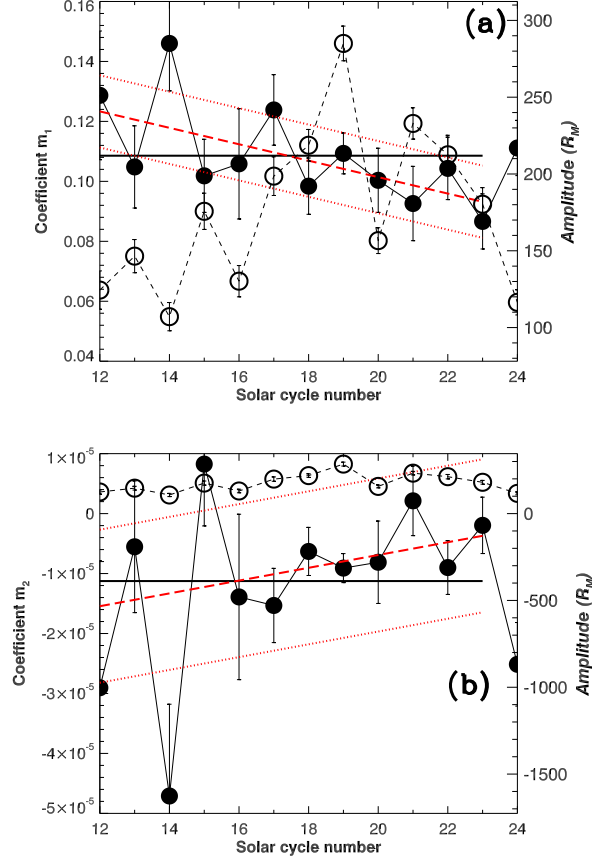 (a)
0.16
0.14
0.12
0.10
0.08
0.06
0.04
Coefficient m1
300
250
200
150
100
Amplitude (RM)
12 14 16 18 20 22 24
Solar cycle number
(b)
1×10-5
0
-1×10-5
-2×10-5
-3×10-5
-4×10-5
-5×10-5
Coefficient m2
0
-500
-1000
-1500
Amplitude (RM)
12 14 16 18 20 22 24
Solar cycle number